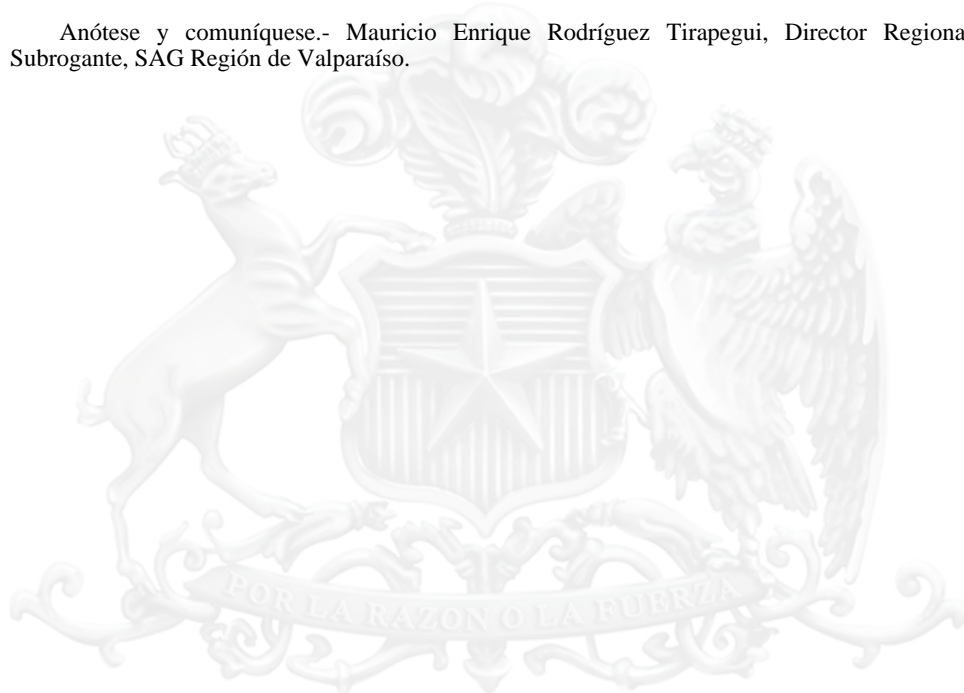 Anótese y comuníquese.- Mauricio Enrique Rodríguez Tirapegui, Director Regiona
Subrogante, SAG Región de Valparaíso.
POR LA RAZON O LA FUERZA